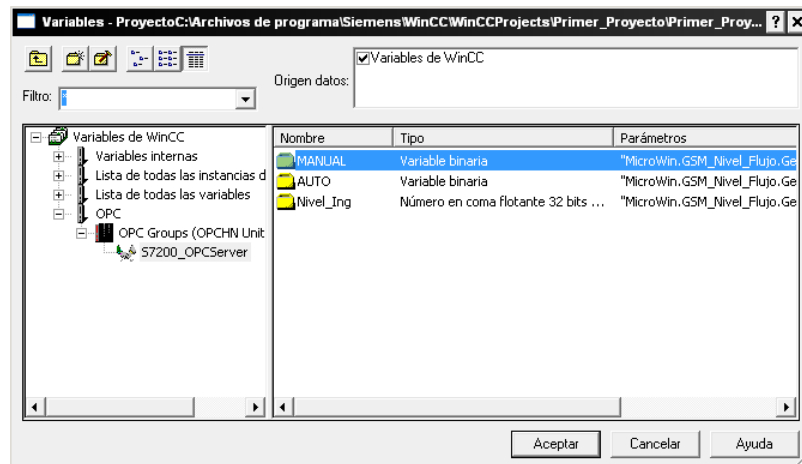 Variables - ProyectoC:\Archivos de programa\Siemens\WinCC\WinCCProjects\Primer_Proyecto\Primer_Proy...
Origen datos:
Variables de WinCC
Filtro: *
Variables de WinCC
Variables internas
Lista de todas las instancias d
Lista de todas las variables
OPC
OPC Groups (OPCHN Unit
S7200_OPCServer
Nombre Tipo Parámetros
MANUAL Variable binaria "MicroWin.GSM_Nivel_Flujo.Ge
AUTO Variable binaria "MicroWin.GSM_Nivel_Flujo.Ge
Nivel_Ing Número en coma flotante 32 bits ... "MicroWin.GSM_Nivel_Flujo.Ge
Aceptar Cancelar Ayuda